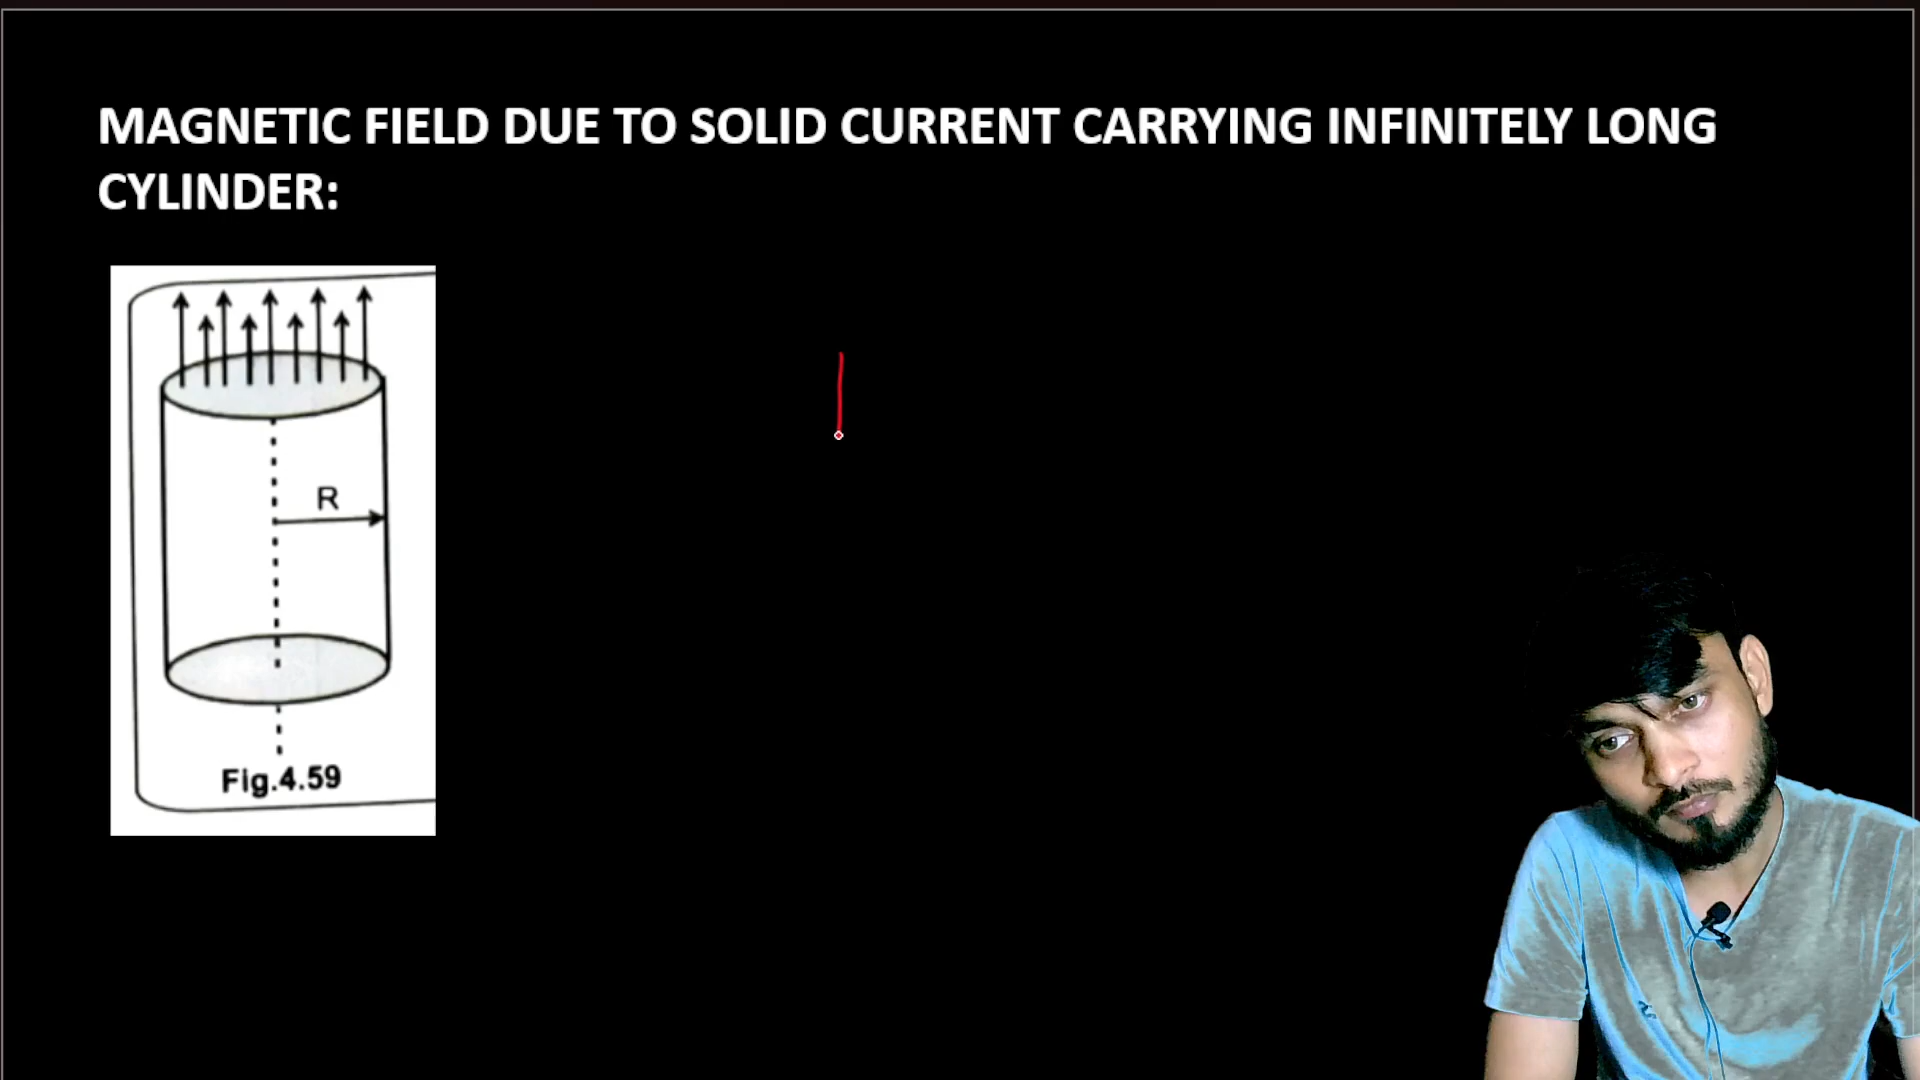 MAGNETIC FIELD DUE TO SOLID CURRENT CARRYING INFINITELY LONG
CYLINDER:
R
Fig.4.59